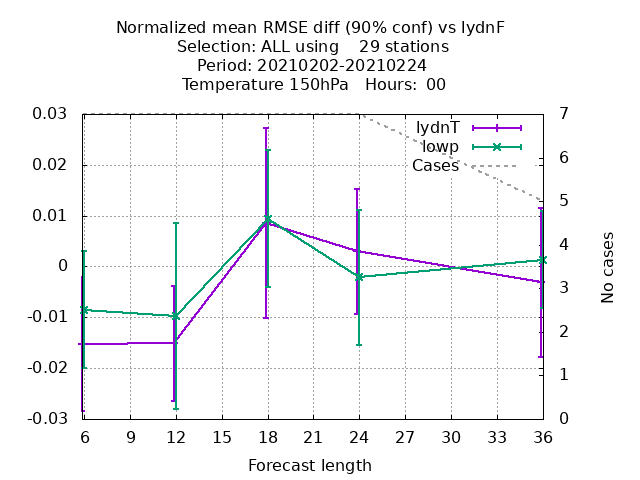 Normalized mean RMSE diff (90% conf) vs lydnF
Selection: ALL using    29 stations
Period: 20210202-20210224
Temperature 150hPa   Hours:  00
0.03
0.02
0.01
0
-0.01
-0.02
-0.03
7
6
5
4
3
2
1
0
lydnT
lowp
Cases
No cases
6 9 12 15 18 21 24 27 30 33 36
Forecast length